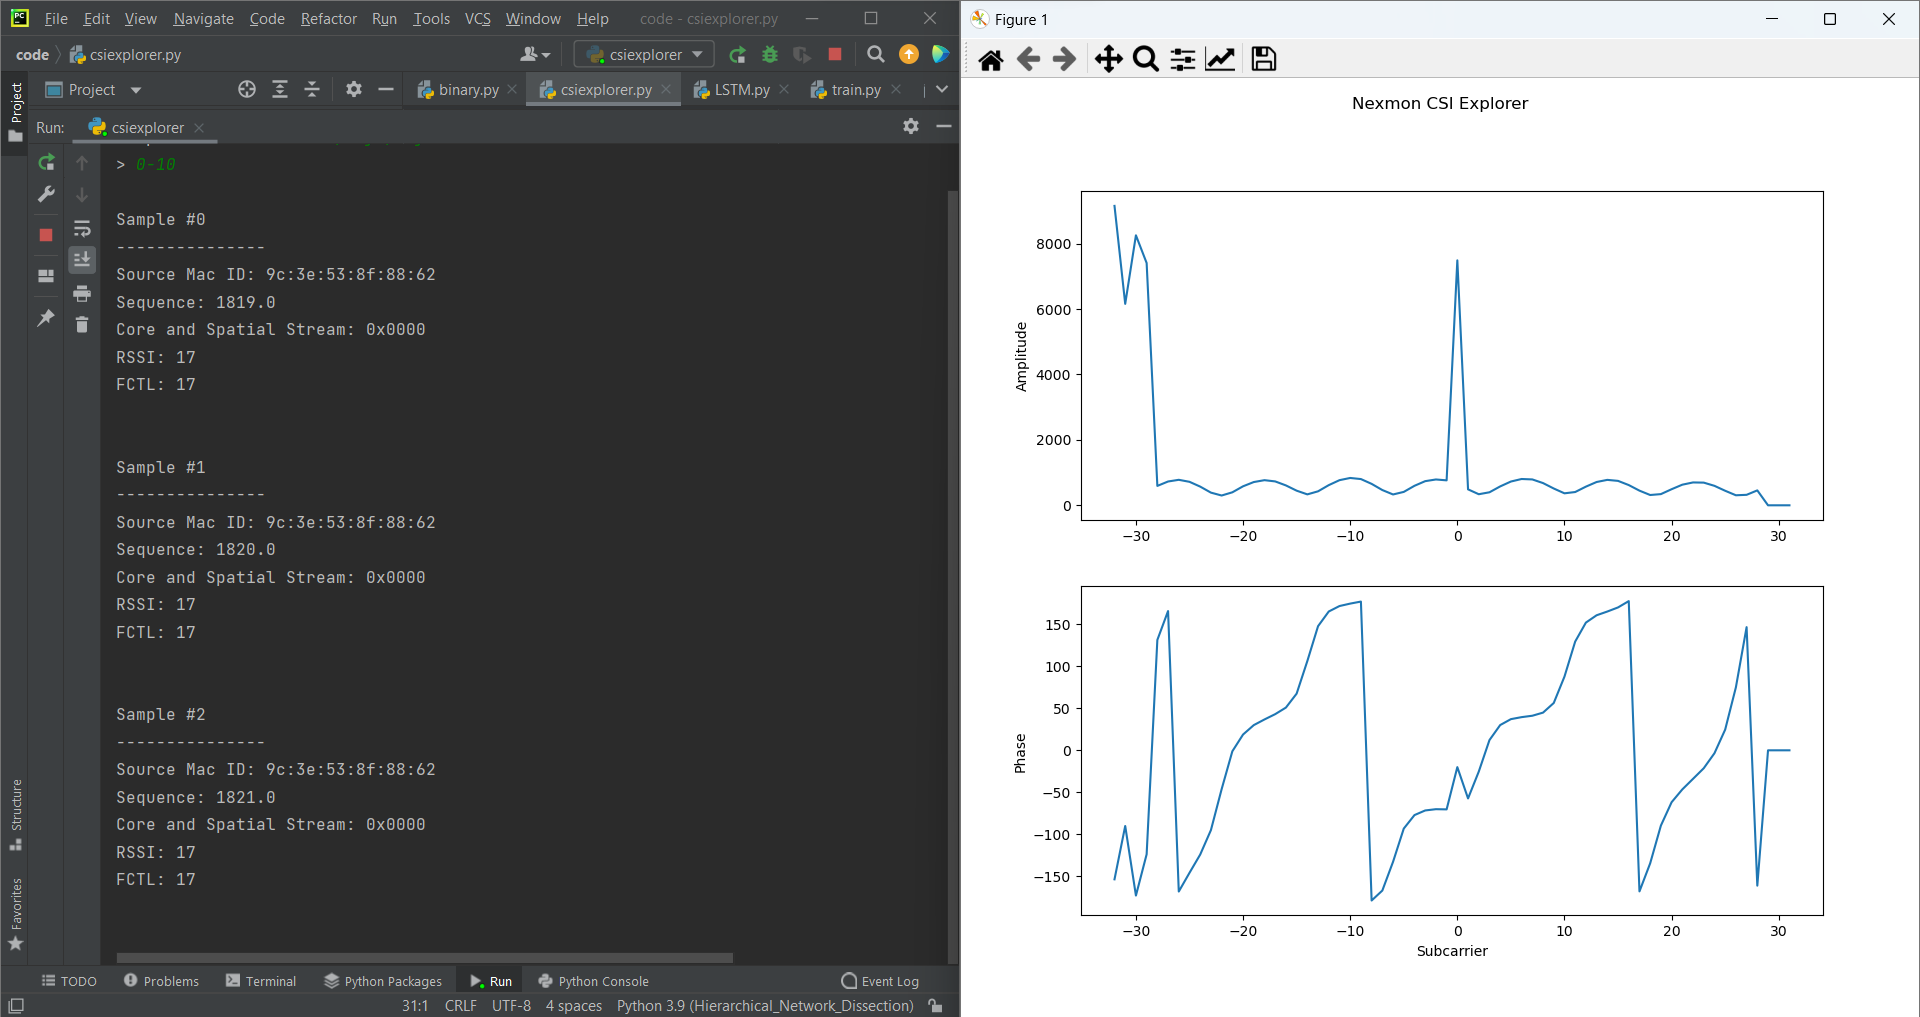 File Edit View Navigate Code Refactor Run Tools VCS Window Help code - csiexplorer.py
code csiexplorer.py csiexplorer
Project binary.py csiexplorer.py LSTM.py train.py
Project
Run: csiexplorer
> 0-10
Sample #0
---------------
Source Mac ID: 9c:3e:53:8f:88:62
Sequence: 1819.0
Core and Spatial Stream: 0x0000
RSSI: 17
FCTL: 17
Sample #1
---------------
Source Mac ID: 9c:3e:53:8f:88:62
Sequence: 1820.0
Core and Spatial Stream: 0x0000
RSSI: 17
FCTL: 17
Sample #2
---------------
Source Mac ID: 9c:3e:53:8f:88:62
Sequence: 1821.0
Core and Spatial Stream: 0x0000
RSSI: 17
FCTL: 17
Structure
Favorites
TODO Problems Terminal Python Packages Run Python Console Event Log
31:1 CRLF UTF-8 4 spaces Python 3.9 (Hierarchical_Network_Dissection)
Figure 1
Nexmon CSI Explorer
Amplitude
8000
6000
4000
2000
0
−30 −20 −10 0 10 20 30
Phase
150
100
50
0
−50
−100
−150
−30 −20 −10 0 10 20 30
Subcarrier